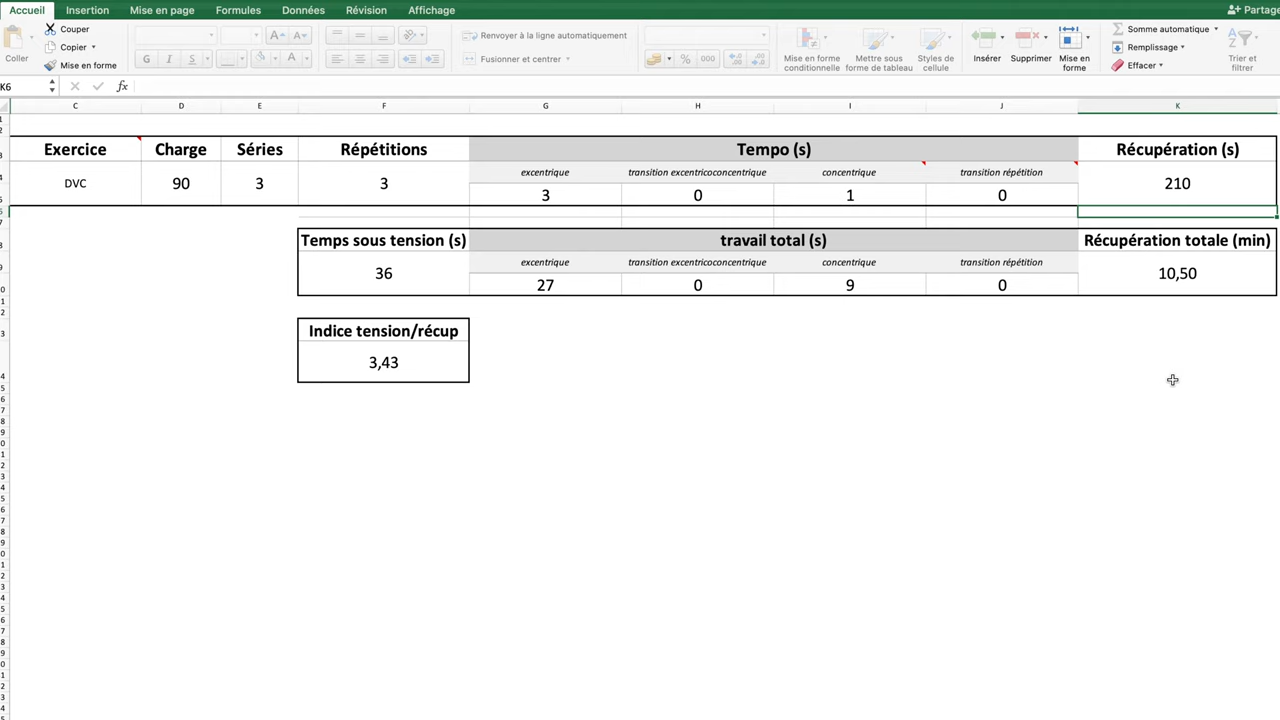 Accueil Insertion Mise en page Formules Données Révision Affichage Partage
Coller Couper Renvoyer à la ligne automatiquement Somme automatique
Copier Remplissage
Mise en forme G I S A Fusionner et centrer % 000 Mise en forme conditionnelle Mettre sous forme de tableau Styles de cellule Insérer Supprimer Mise en forme Effacer Trier et filtrer
K6 fx
C D E F G H I J K
Exercice Charge Séries Répétitions Tempo (s) Récupération (s)
excentrique transition excentricoconcentrique concentrique transition répétition
DVC 90 3 3 3 0 1 0 210
Temps sous tension (s) travail total (s) Récupération totale (min)
excentrique transition excentricoconcentrique concentrique transition répétition
36 27 0 9 0 10,50
Indice tension/récup
3,43